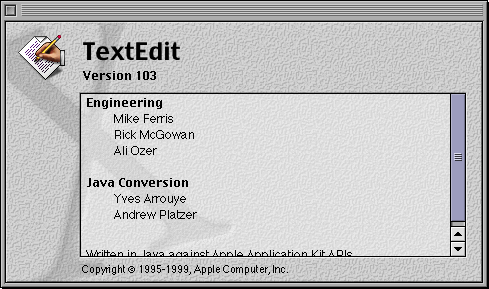 TextEdit
Version 103
Engineering
Mike Ferris
Rick McGowan
Ali Ozer
Java Conversion
Yves Arrouye
Andrew Platzer
Written in Java against Apple Application Kit APIs
Copyright © 1995-1999, Apple Computer, Inc.